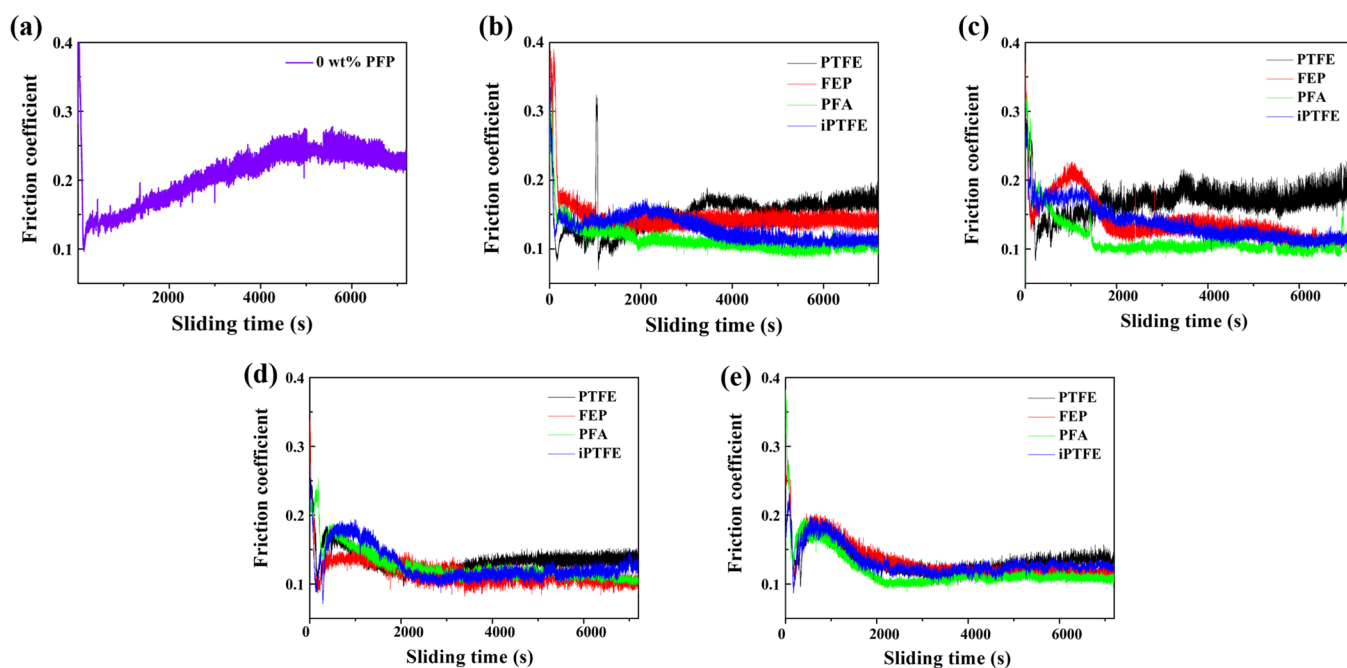 (a)
0.4
0.3
0.2
0.1
Friction coefficient
0 wt% PFP
2000
4000
6000
Sliding time (s)
(b)
0.4
0.3
0.2
0.1
Friction coefficient
PTFE
FEP
PFA
iPTFE
0
2000
4000
6000
Sliding time (s)
(c)
0.4
0.3
0.2
0.1
Friction coefficient
PTFE
FEP
PFA
iPTFE
0
2000
4000
6000
Sliding time (s)
(d)
0.4
0.3
0.2
0.1
Friction coefficient
PTFE
FEP
PFA
iPTFE
0
2000
4000
6000
Sliding time (s)
(e)
0.4
0.3
0.2
0.1
Friction coefficient
PTFE
FEP
PFA
iPTFE
0
2000
4000
6000
Sliding time (s)